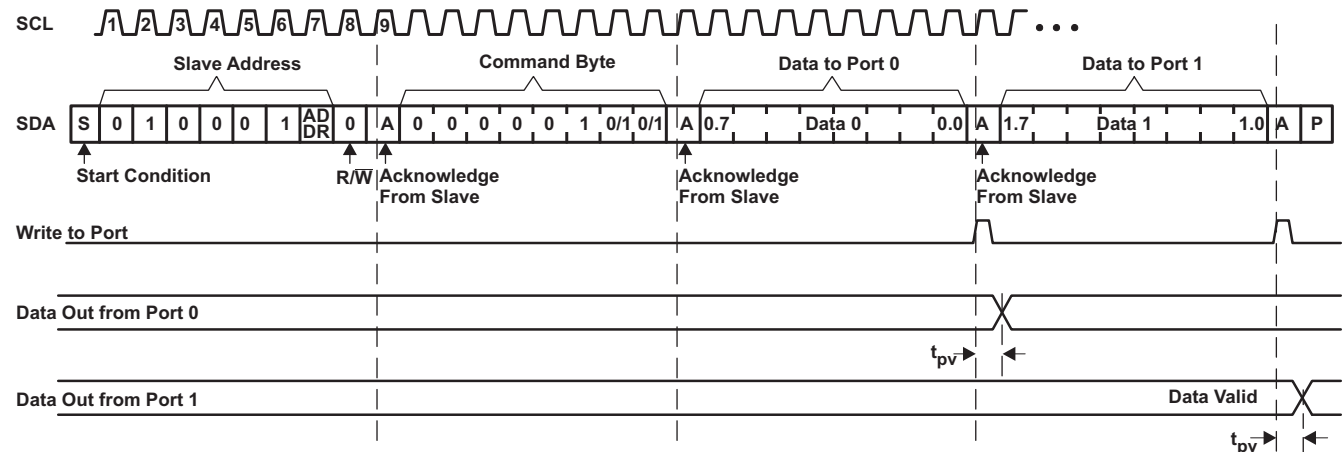 SCL 1 2 3 4 5 6 7 8 9
Slave Address Command Byte Data to Port 0 Data to Port 1
SDA S 0 1 0 0 0 1 AD DR 0 A 0 0 0 0 0 1 0/1 0/1 A 0.7 Data 0 0.0 A 1.7 Data 1 1.0 A P
Start Condition R/W Acknowledge From Slave Acknowledge From Slave Acknowledge From Slave
Write to Port
Data Out from Port 0
tpv
Data Out from Port 1 Data Valid
tpv